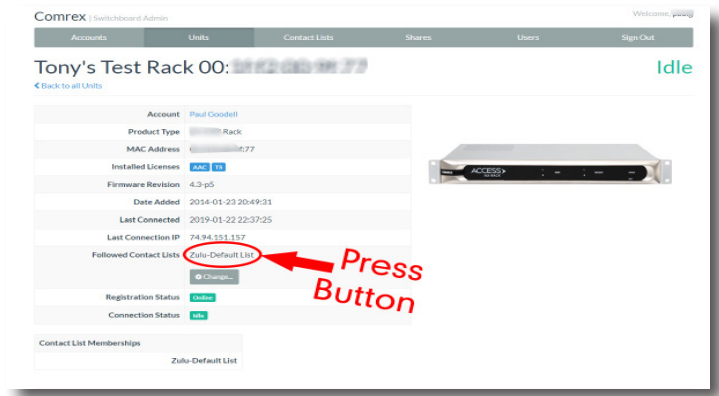 Comrex | Switchboard Admin
Welcome,
Accounts Units Contact Lists Shares Users Sign Out
Tony's Test Rack 00:
Idle
Back to all Units
Account Paul Goodell
Product Type Rack
MAC Address :77
Installed Licenses AAC TS
Firmware Revision 4.3-p5
Date Added 2014-01-23 20:49:31
Last Connected 2019-01-22 22:37:25
Last Connection IP 74.94.151.157
Followed Contact Lists Zulu-Default List
Change...
Registration Status Online
Connection Status Idle
Contact List Memberships
Zulu-Default List
ACCESS
Press
Button